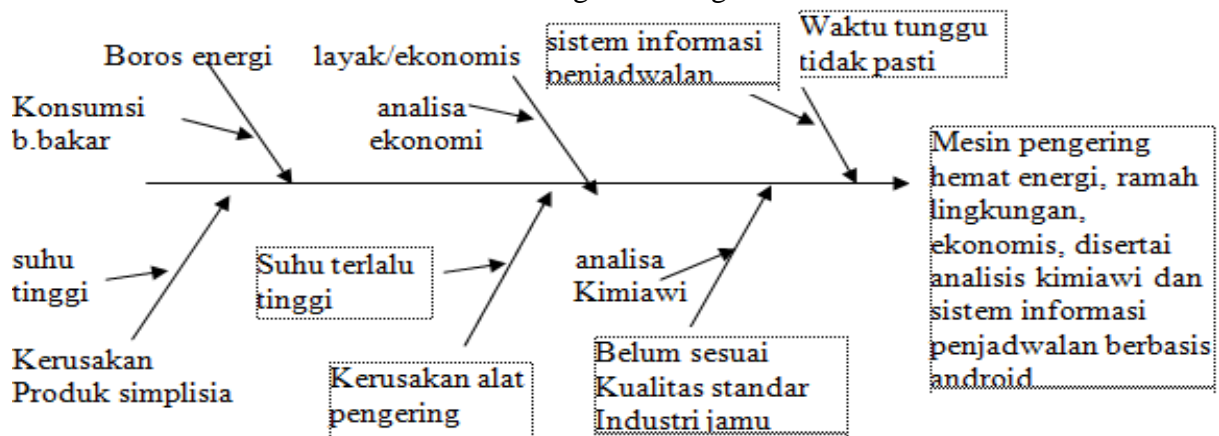 Boros energi
layak/ekonomis
sistem informasi
penjadwalan
Waktu tunggu
tidak pasti
Konsumsi
b.bakar
analisa
ekonomi
Mesin pengering
hemat energi, ramah
lingkungan,
ekonomis, disertai
analisis kimiawi dan
sistem informasi
penjadwalan berbasis
android
suhu
tinggi
Suhu terlalu
tinggi
analisa
Kimiawi
Kerusakan
Produk simplisia
Kerusakan alat
pengering
Belum sesuai
Kualitas standar
Industri jamu